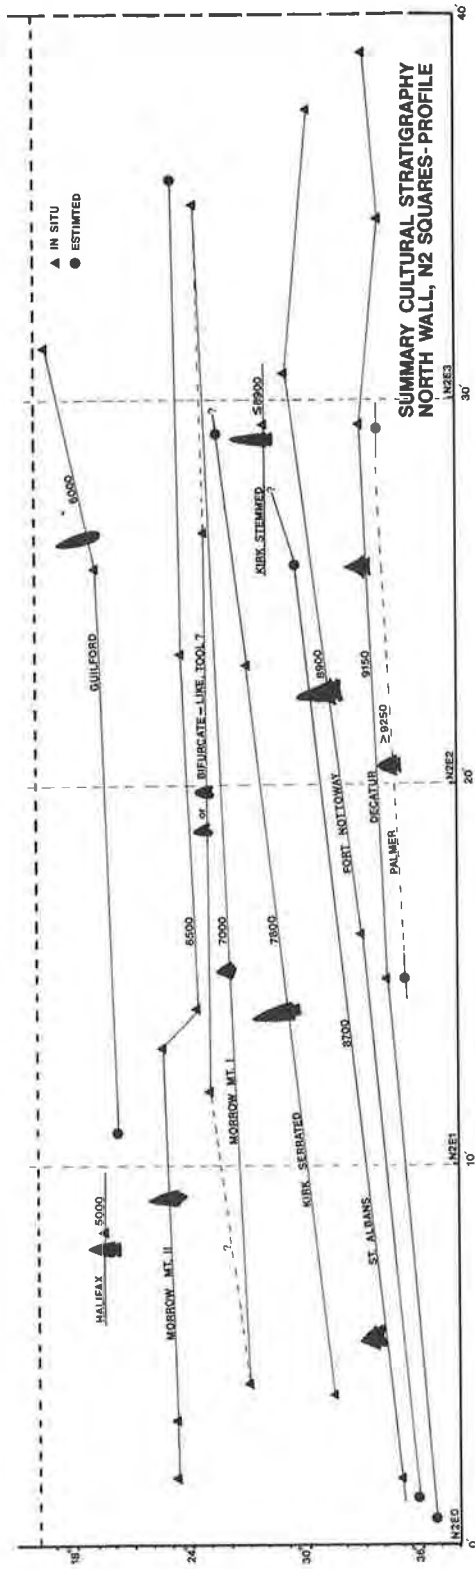 ▲ IN SITU
● ESTIMTED
6000
GUILFORD
HALIFAX
5000
MORROW MT. II
6500
or BIFURCATE-LIKE, TOOL?
?
7000
MORROW MT. I
?
7800
KIRK SERRATED
KIRK STEMMED
≤8900
?
8700
ST. ALBANS
8900
FORT NOTTOWAY
9150
DECATUR
≥9250
PALMER
SUMMARY CULTURAL STRATIGRAPHY
NORTH WALL, N2 SQUARES-PROFILE
18"
24
30
36
N2E0
N2E1
N2E2
N2E3
0'
10'
20'
30'
40'